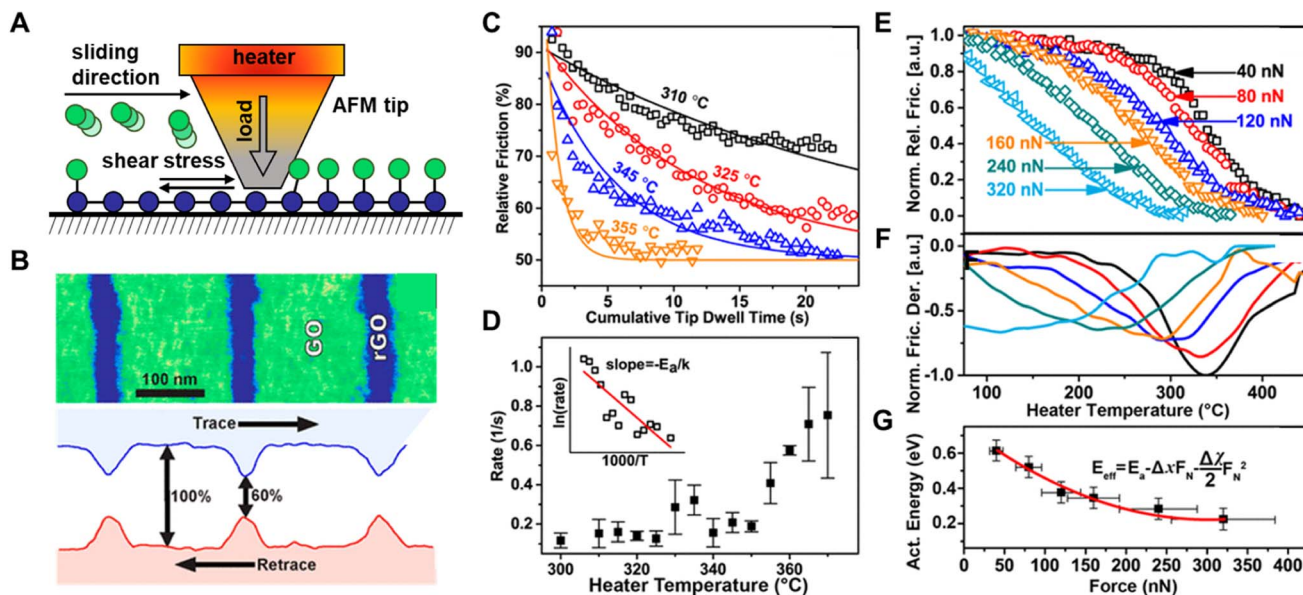 A
sliding
direction
heater
AFM tip
load
shear stress
B
GO
rGO
100 nm
Trace
100%
60%
Retrace
C
Relative Friction (%)
90
80
70
60
50
310 °C
325 °C
345 °C
355 °C
0 5 10 15 20
Cumulative Tip Dwell Time (s)
D
Rate (1/s)
1.0
0.8
0.6
0.4
0.2
slope=-Eₐ/k
ln(rate)
1000/T
300 320 340 360
Heater Temperature (°C)
E
Norm. Rel. Fric. [a.u.]
1.0
0.8
0.6
0.4
0.2
0.0
40 nN
80 nN
120 nN
160 nN
240 nN
320 nN
F
Norm. Fric. Der. [a.u.]
0.0
-0.5
-1.0
100 200 300 400
Heater Temperature (°C)
G
Act. Energy (eV)
0.6
0.4
0.2
E_eff=Eₐ-ΔxF_N-Δχ/2F_N²
0 50 100 150 200 250 300 350 400
Force (nN)